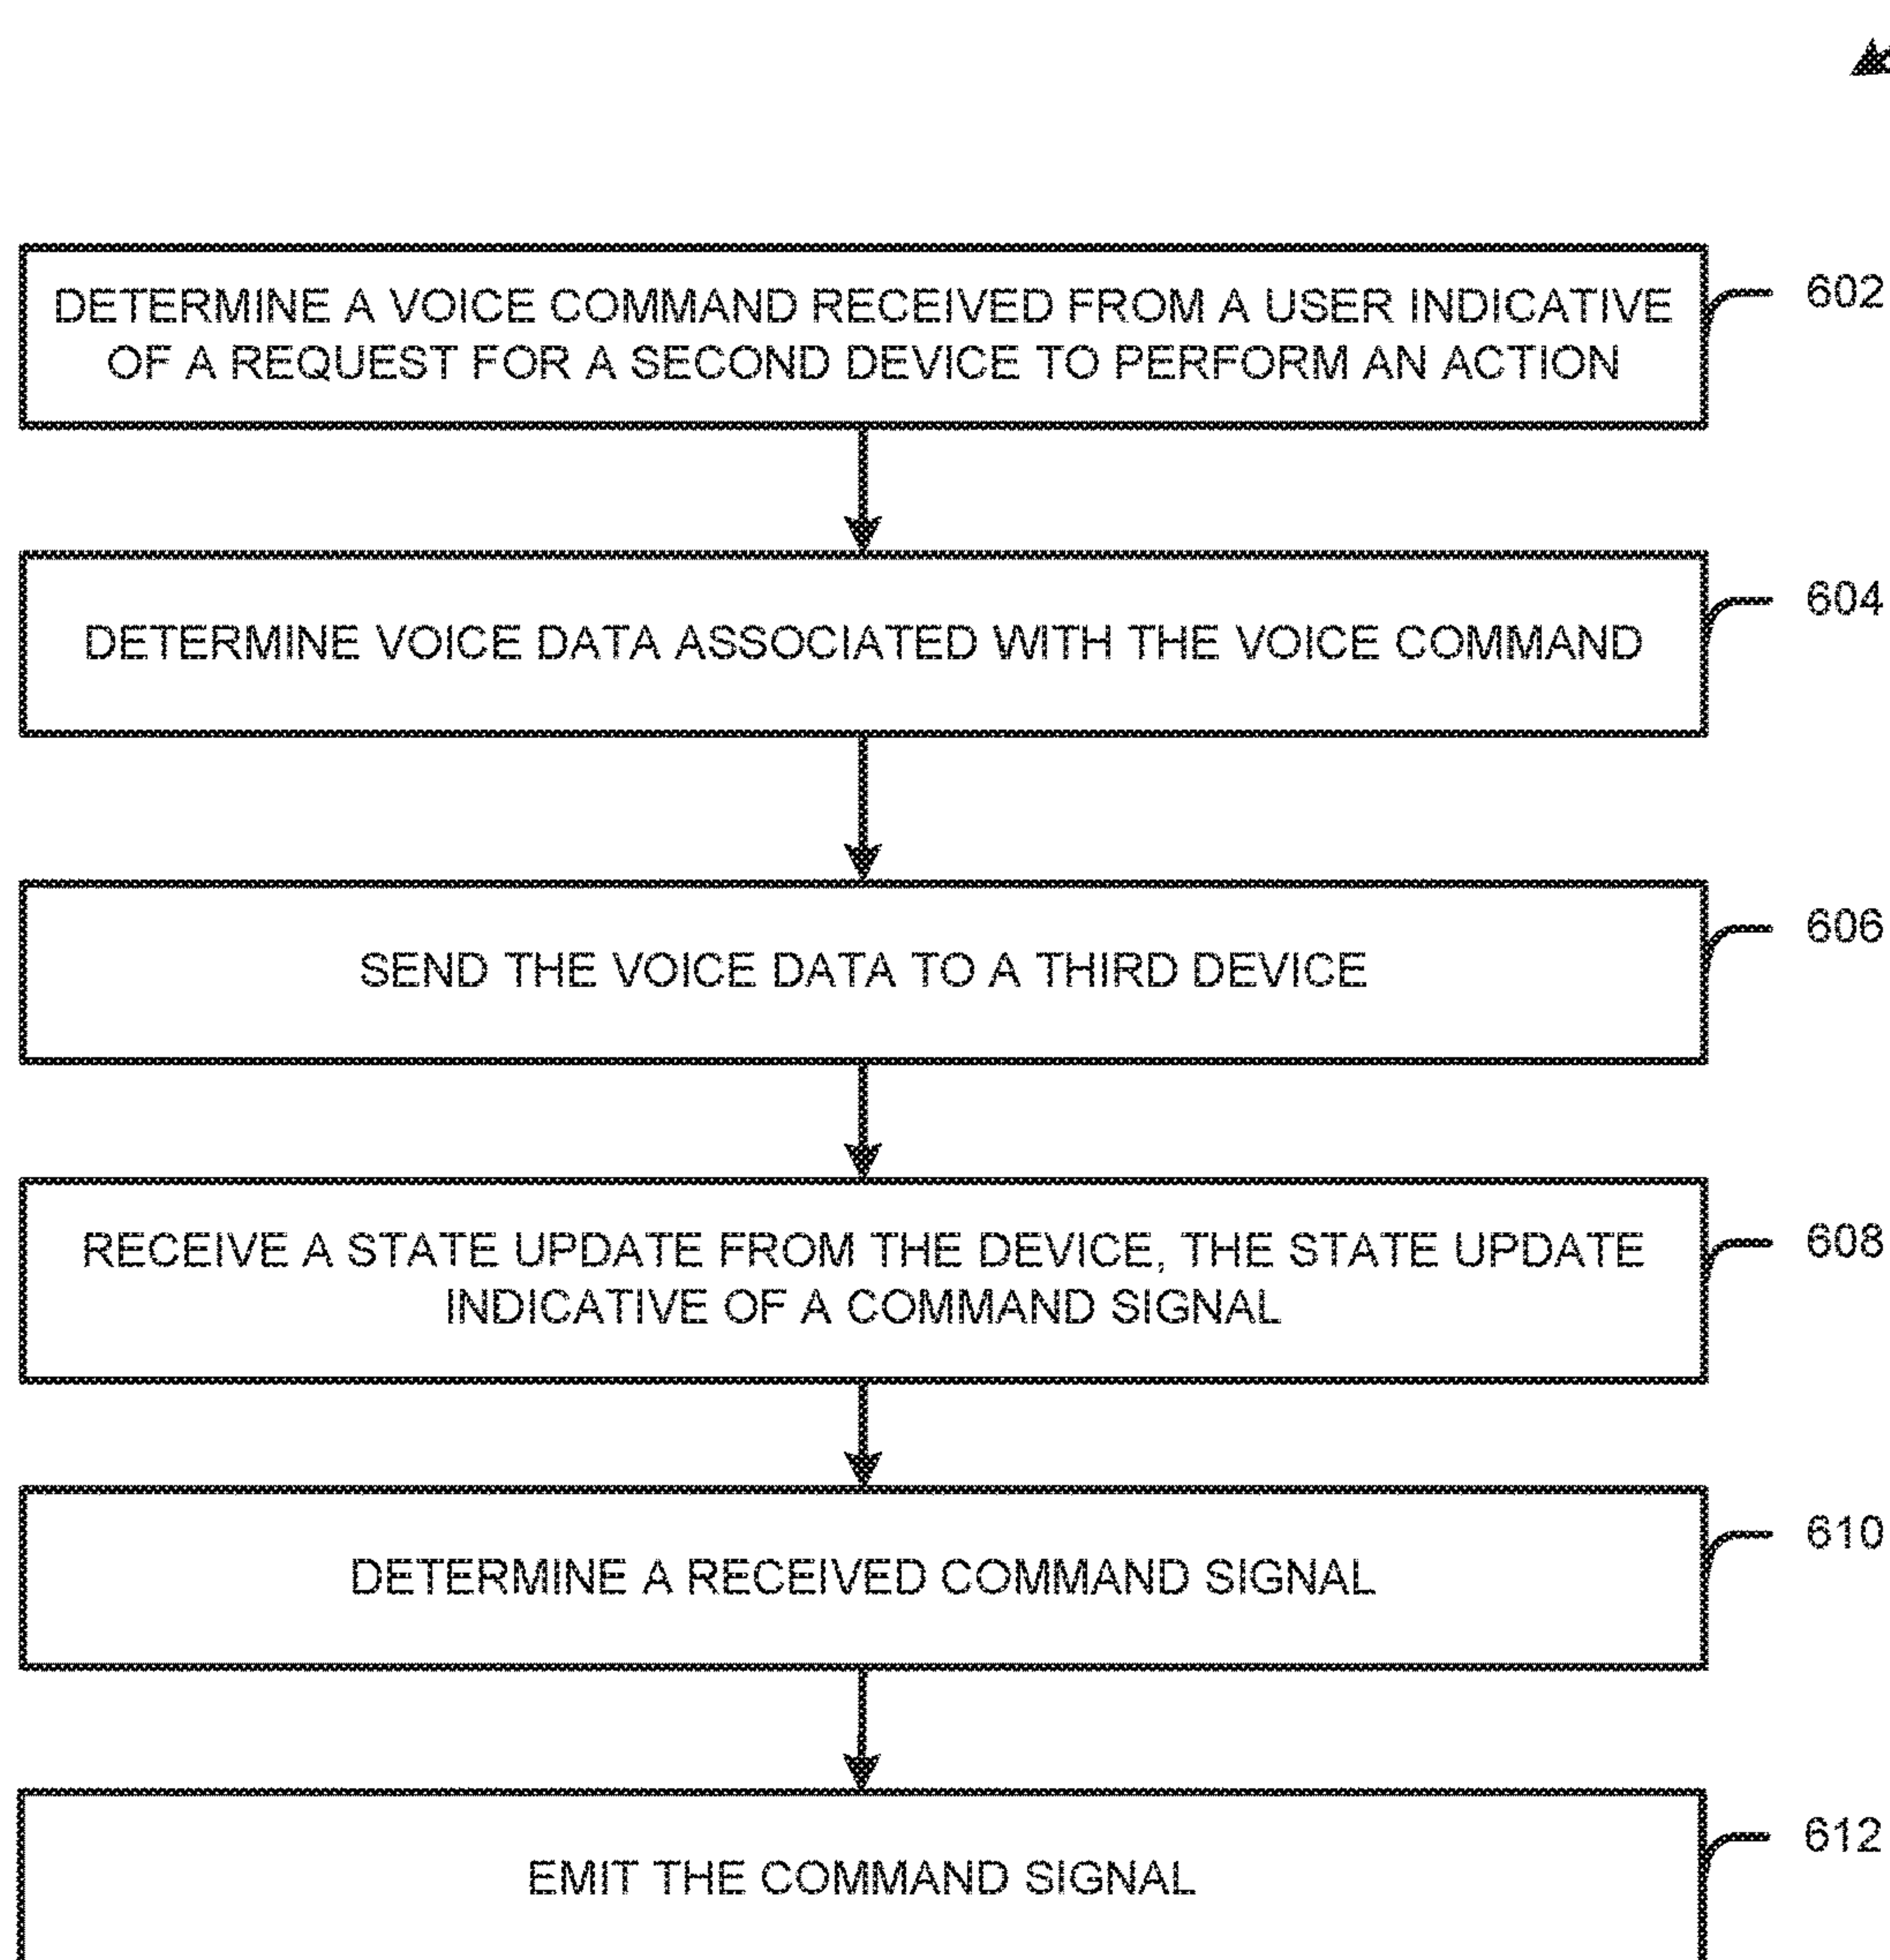 DETERMINE A VOICE COMMAND RECEIVED FROM A USER INDICATIVE
OF A REQUEST FOR A SECOND DEVICE TO PERFORM AN ACTION
602
DETERMINE VOICE DATA ASSOCIATED WITH THE VOICE COMMAND
604
SEND THE VOICE DATA TO A THIRD DEVICE
606
RECEIVE A STATE UPDATE FROM THE DEVICE, THE STATE UPDATE
INDICATIVE OF A COMMAND SIGNAL
608
DETERMINE A RECEIVED COMMAND SIGNAL
610
EMIT THE COMMAND SIGNAL
612